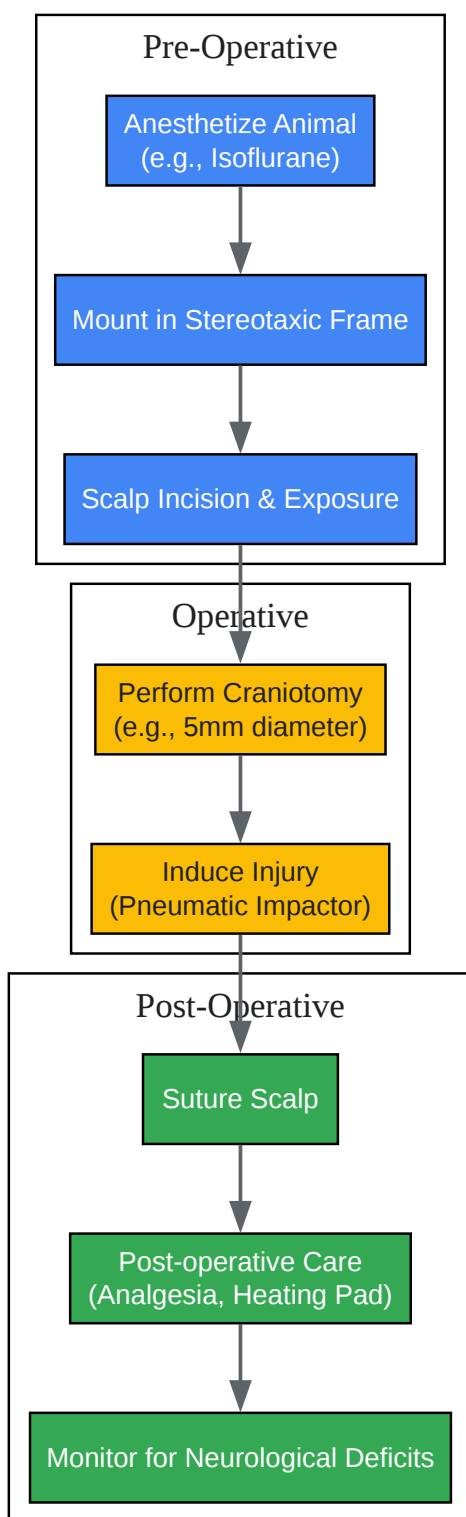 Pre-Operative
Anesthetize Animal
(e.g., Isoflurane)
Mount in Stereotaxic Frame
Scalp Incision & Exposure
Operative
Perform Craniotomy
(e.g., 5mm diameter)
Induce Injury
(Pneumatic Impactor)
Post-Operative
Suture Scalp
Post-operative Care
(Analgesia, Heating Pad)
Monitor for Neurological Deficits